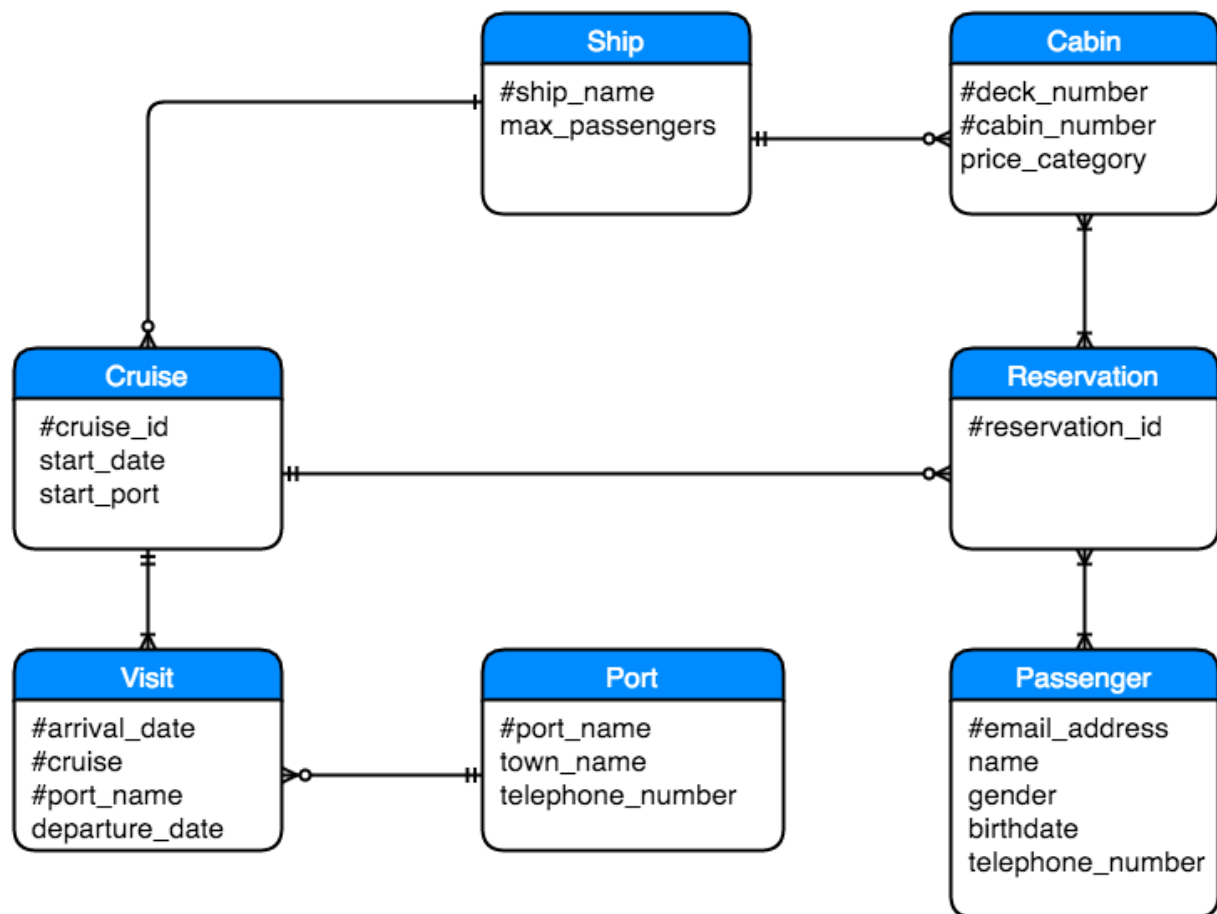 Ship
#ship_name
max_passengers
Cabin
#deck_number
#cabin_number
price_category
Cruise
#cruise_id
start_date
start_port
Reservation
#reservation_id
Visit
#arrival_date
#cruise
#port_name
departure_date
Port
#port_name
town_name
telephone_number
Passenger
#email_address
name
gender
birthdate
telephone_number